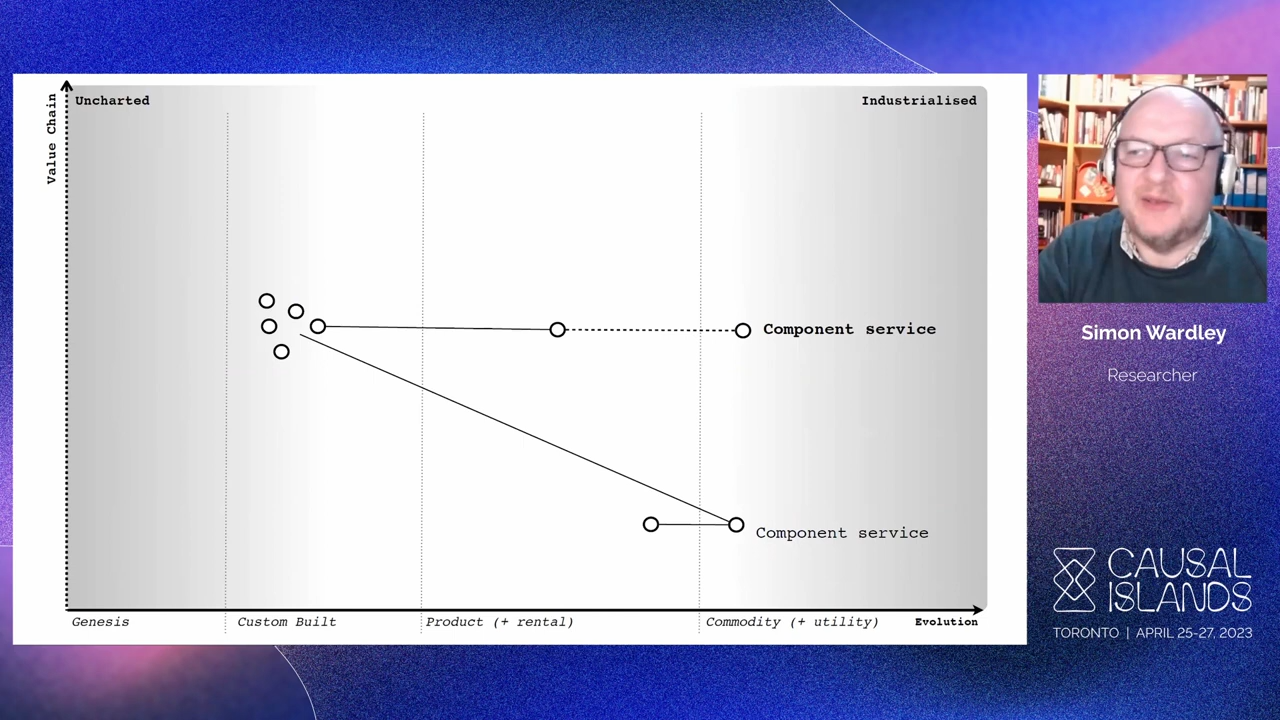 Value Chain
Uncharted
Industrialised
Component service
Component service
Genesis
Custom Built
Product (+ rental)
Commodity (+ utility)
Evolution
Simon Wardley
Researcher
CAUSAL
ISLANDS
TORONTO | APRIL 25-27, 2023